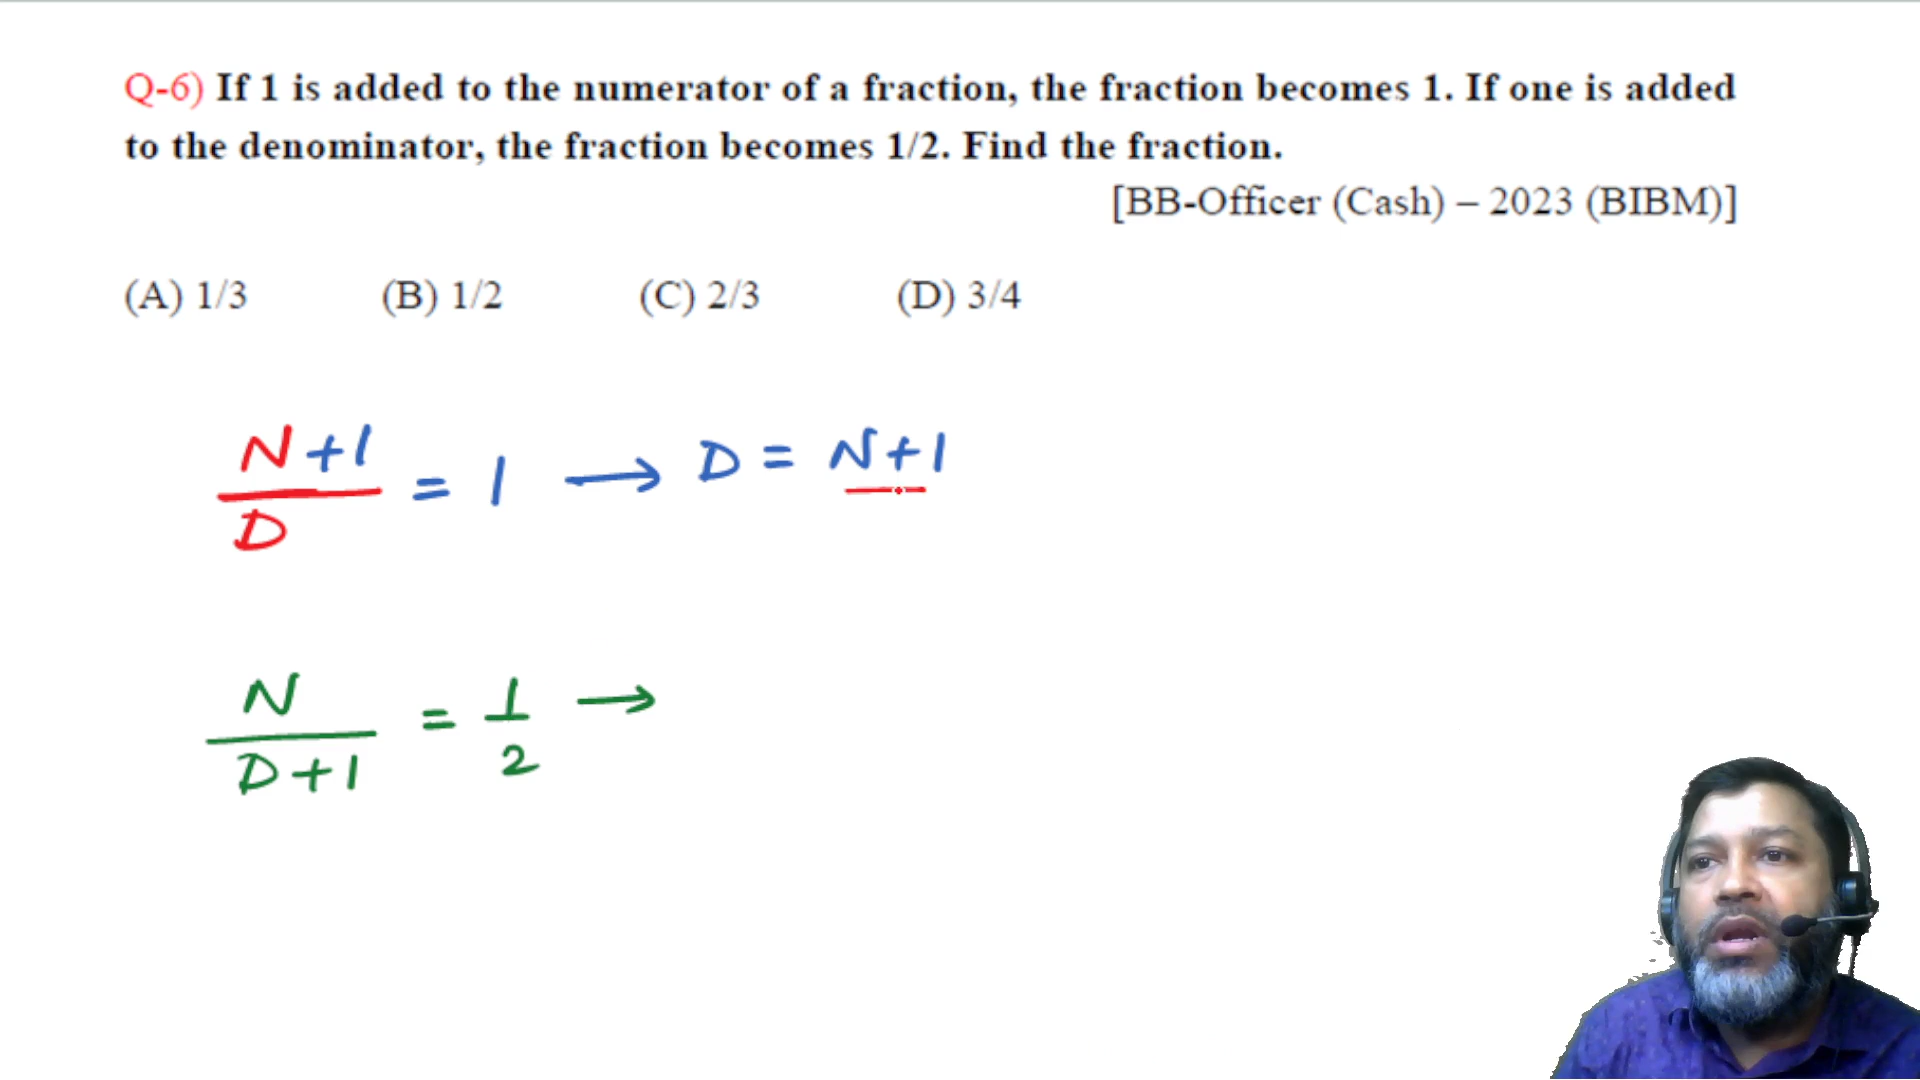 Q-6) If 1 is added to the numerator of a fraction, the fraction becomes 1. If one is added
to the denominator, the fraction becomes 1/2. Find the fraction.
[BB-Officer (Cash) – 2023 (BIBM)]
(A) 1/3 (B) 1/2 (C) 2/3 (D) 3/4
N+1
D
= 1 → D = N+1
N
D+1
= 1
2
→